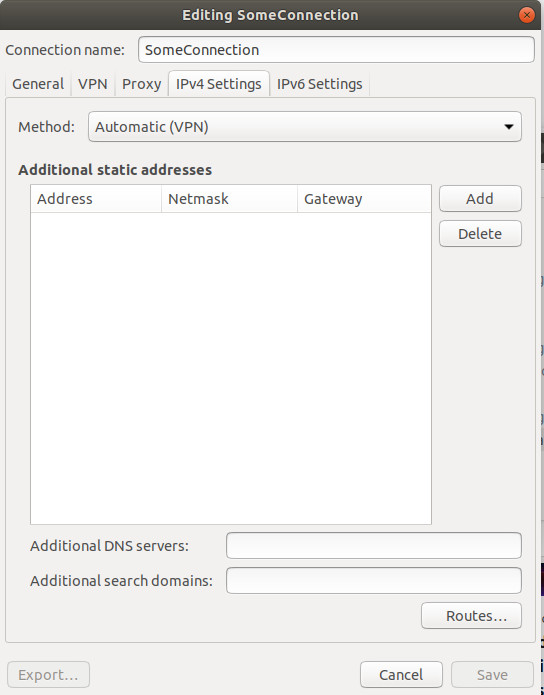 Editing SomeConnection
Connection name: SomeConnection
General VPN Proxy IPv4 Settings IPv6 Settings
Method: Automatic (VPN)
Additional static addresses
Address Netmask Gateway Add
Delete
Additional DNS servers:
Additional search domains:
Routes...
Export... Cancel Save